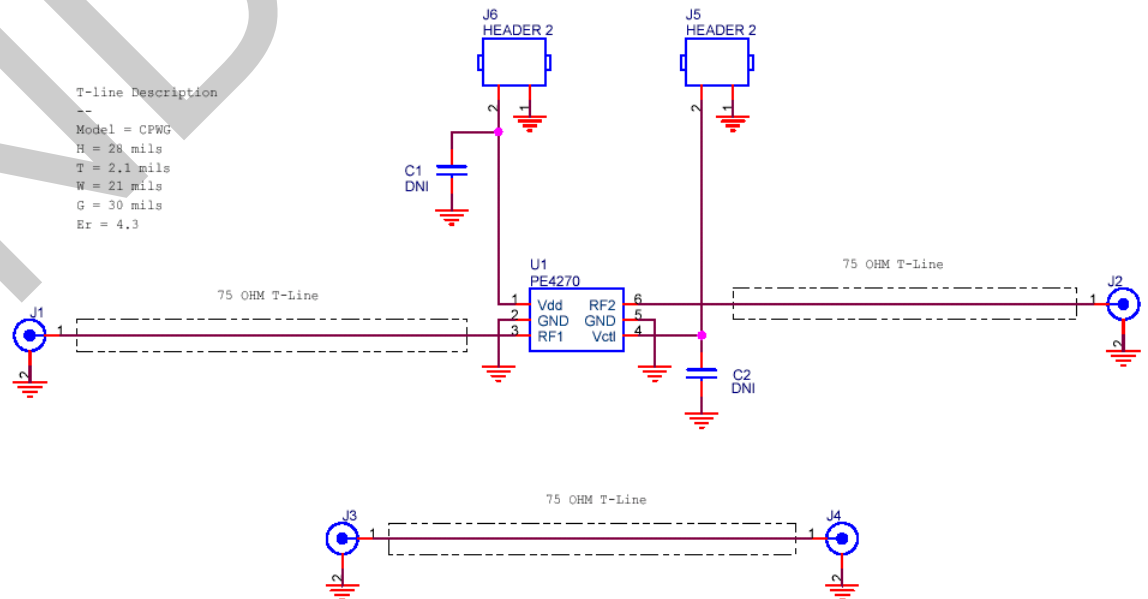 J6
HEADER 2
J5
HEADER 2
2
1
2
1
T-line Description
--
Model = CPWG
H = 28 mils
T = 2.1 mils
W = 21 mils
G = 30 mils
Er = 4.3
C1
DNI
U1
PE4270
75 OHM T-Line
75 OHM T-Line
J1
1
2
1 Vdd RF2 6
2 GND GND 5
3 RF1 Vctl 4
1
J2
2
C2
DNI
75 OHM T-Line
J3
1
2
1
J4
2